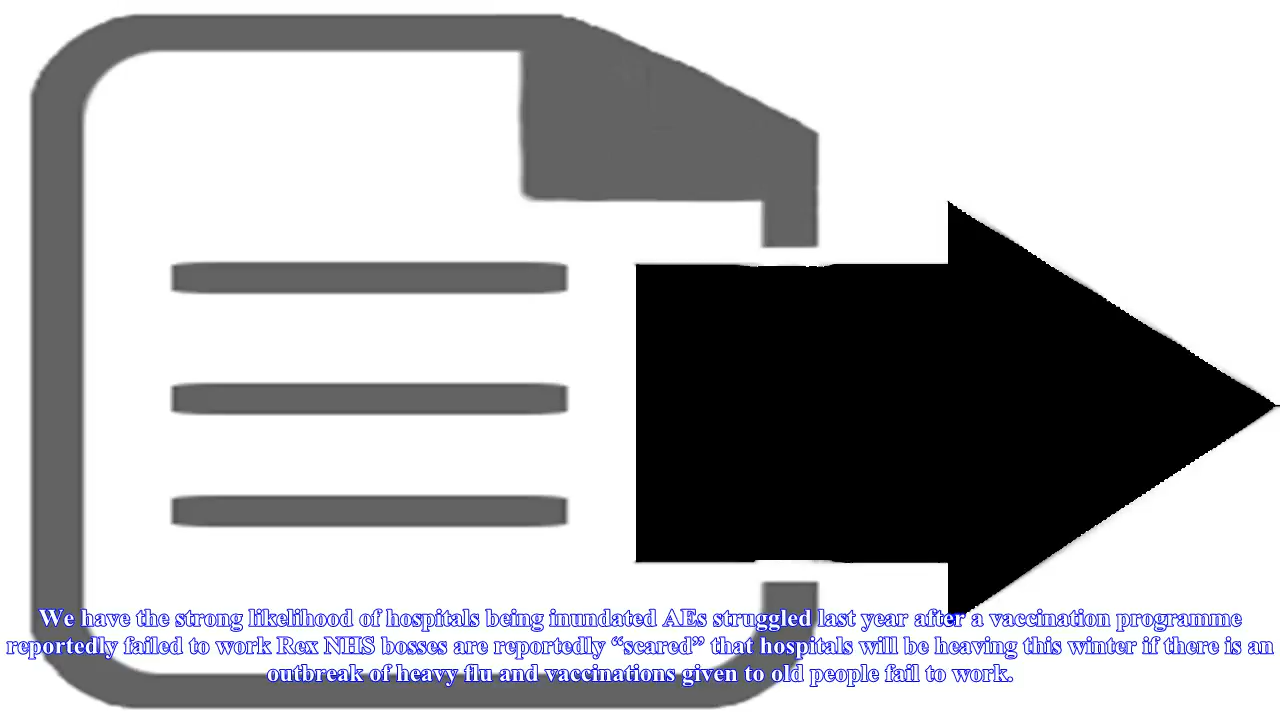 We have the strong likelihood of hospitals being inundated AEs struggled last year after a vaccination programme
reportedly failed to work Rex NHS bosses are reportedly “scared” that hospitals will be heaving this winter if there is an
outbreak of heavy flu and vaccinations given to old people fail to work.